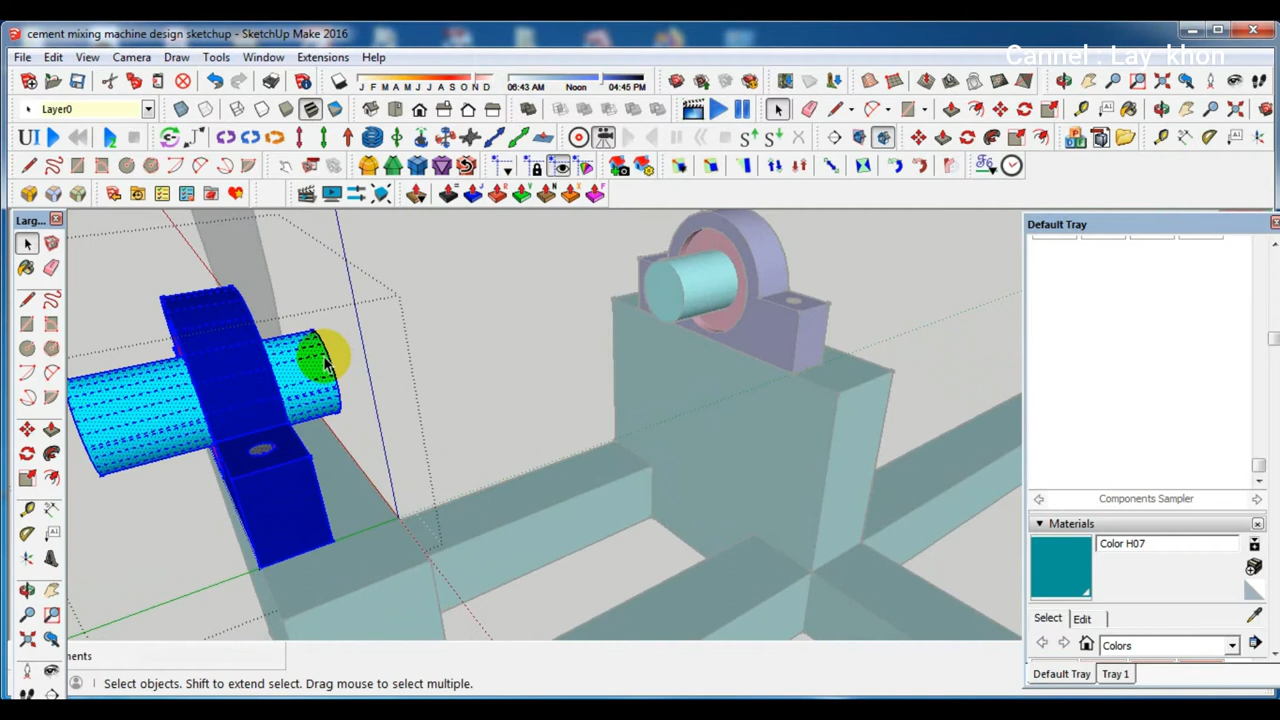 cement mixing machine design sketchup - SketchUp Make 2016
Cannel : Lay khon
File Edit View Camera Draw Tools Window Extensions Help
J F M A M J J A S O N D
06:43 AM Noon 04:45 PM
Layer0
UI
Larg...
Default Tray
Components Sampler
Materials
Color H07
Select Edit
Colors
Default Tray Tray 1
nents
Select objects. Shift to extend select. Drag mouse to select multiple.